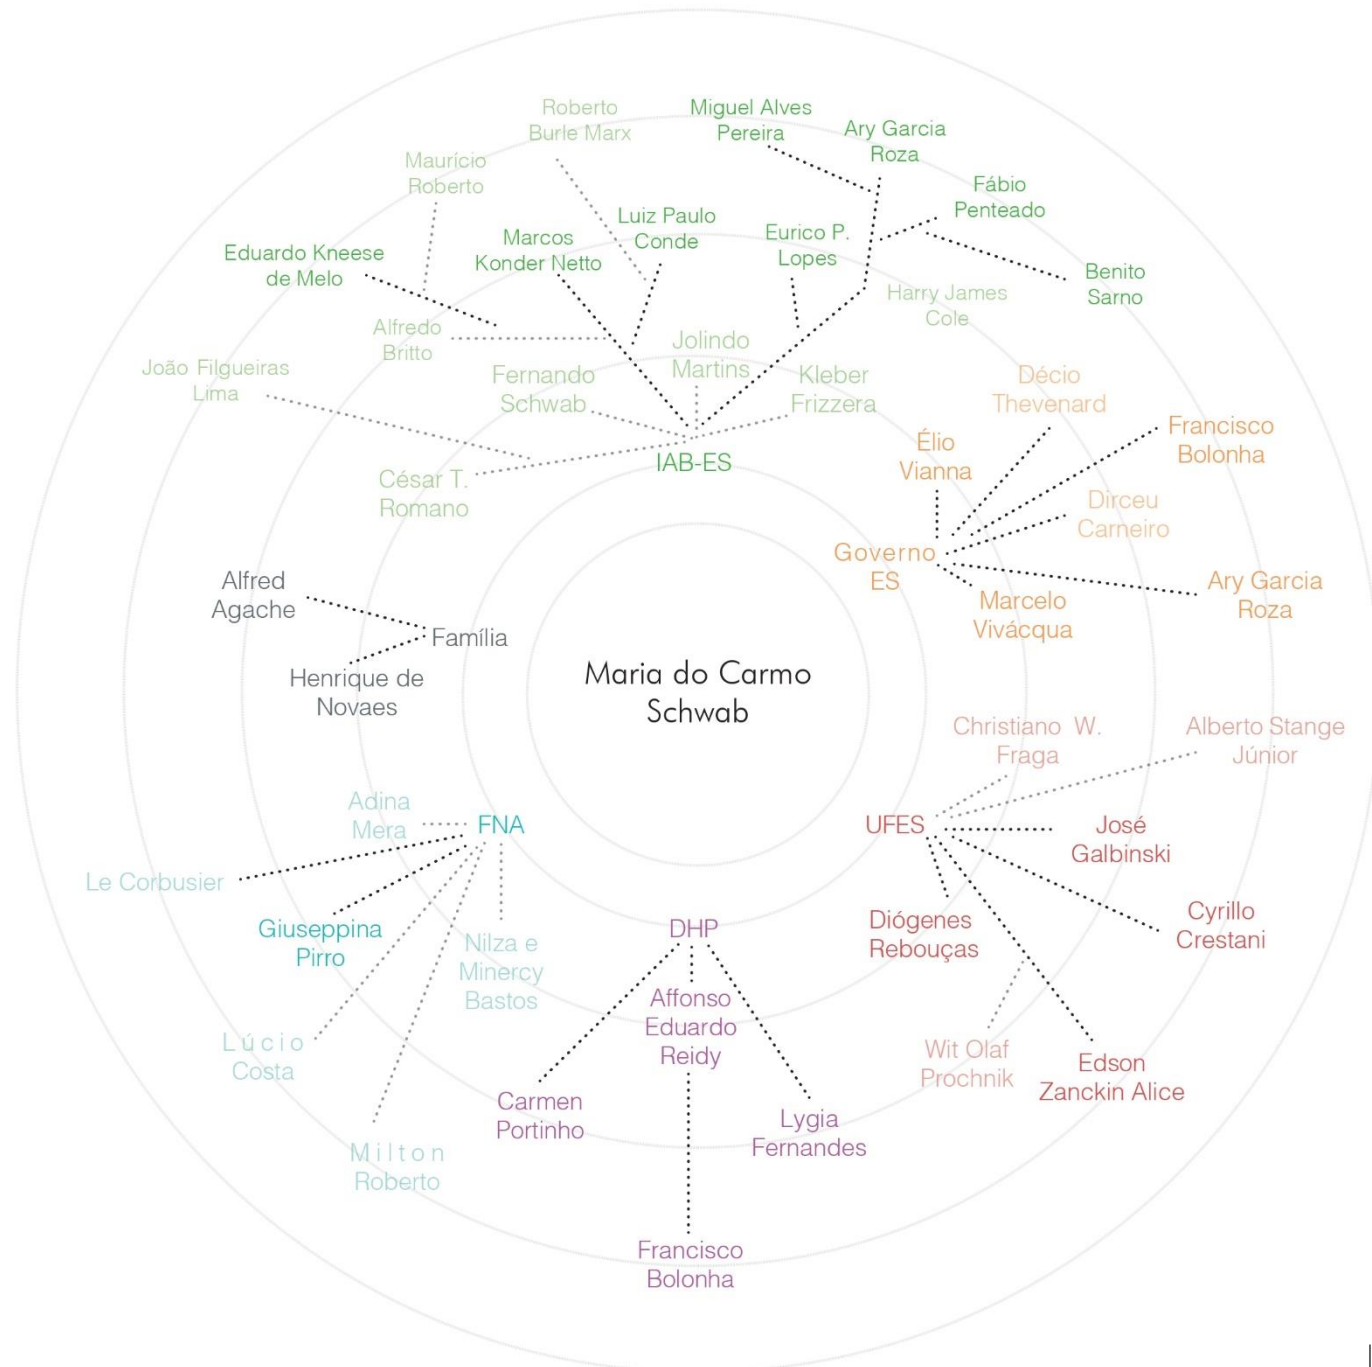 Roberto
Burle Marx
Miguel Alves
Pereira
Ary Garcia
Roza
Maurício
Roberto
Fábio
Penteado
Luiz Paulo
Conde
Marcos
Konder Netto
Eurico P.
Lopes
Eduardo Kneese
de Melo
Benito
Sarno
Harry James
Cole
Alfredo
Britto
Jolindo
Martins
João Filgueiras
Lima
Fernando
Schwab
Kleber
Frizzera
Décio
Thevenard
Francisco
Bolonha
Élio
Vianna
IAB-ES
César T.
Romano
Dirceu
Carneiro
Governo
ES
Alfred
Agache
Ary Garcia
Roza
Marcelo
Vivácqua
Família
Henrique de
Novaes
Maria do Carmo
Schwab
Christiano W.
Fraga
Alberto Stange
Júnior
Adina
Mera
FNA
UFES
José
Galbinski
Le Corbusier
Giuseppina
Pirro
Nilza e
Minercy
Bastos
DHP
Diógenes
Rebouças
Cyrillo
Crestani
Affonso
Eduardo
Reidy
Lúcio
Costa
Wit Olaf
Prochnik
Edson
Zanckin Alice
Carmen
Portinho
Lygia
Fernandes
Milton
Roberto
Francisco
Bolonha